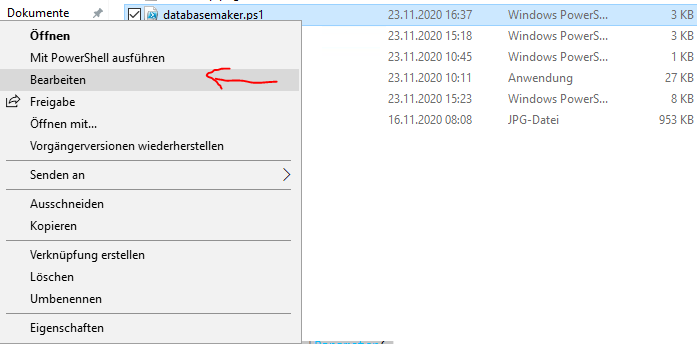 Dokumente databasemaker.ps1 23.11.2020 16:37 Windows PowerS... 3 KB
23.11.2020 15:18 Windows PowerS... 3 KB
23.11.2020 10:45 Windows PowerS... 1 KB
23.11.2020 10:11 Anwendung 27 KB
23.11.2020 15:23 Windows PowerS... 8 KB
16.11.2020 08:08 JPG-Datei 953 KB
Öffnen
Mit PowerShell ausführen
Bearbeiten
Freigabe
Öffnen mit...
Vorgängerversionen wiederherstellen
Senden an
Ausschneiden
Kopieren
Verknüpfung erstellen
Löschen
Umbenennen
Eigenschaften